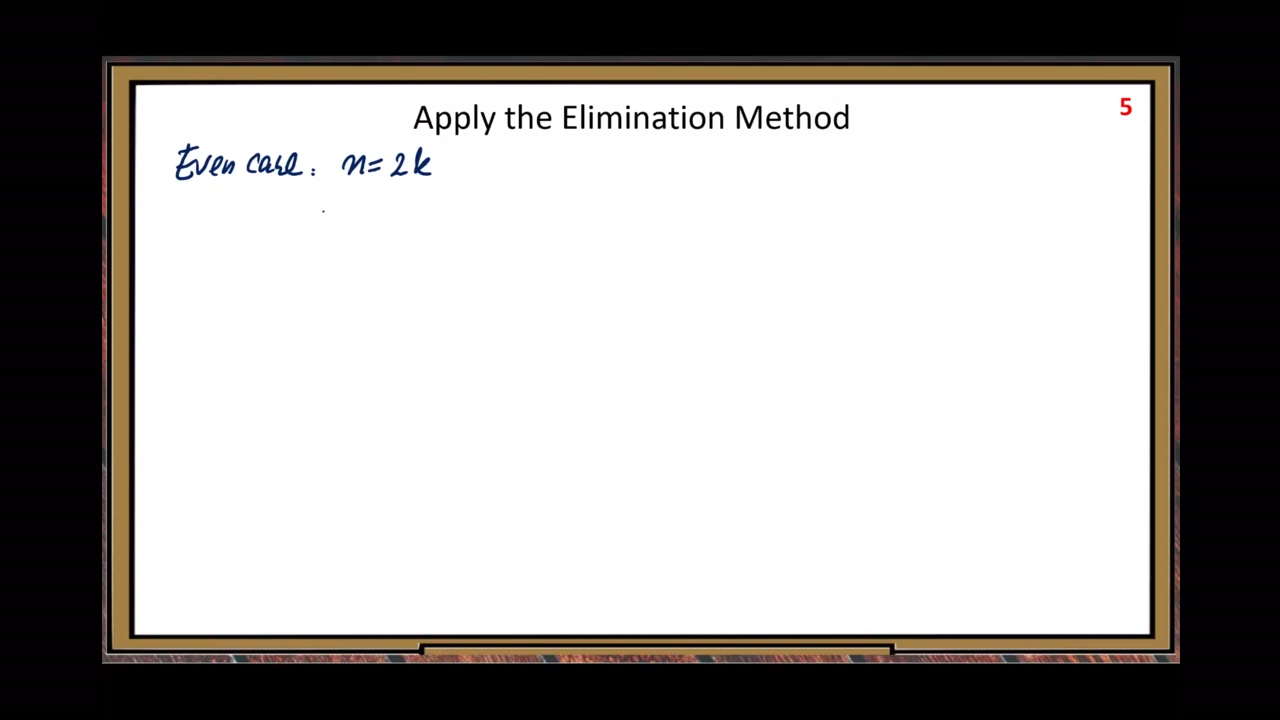 Apply the Elimination Method
5
Even case: n = 2k